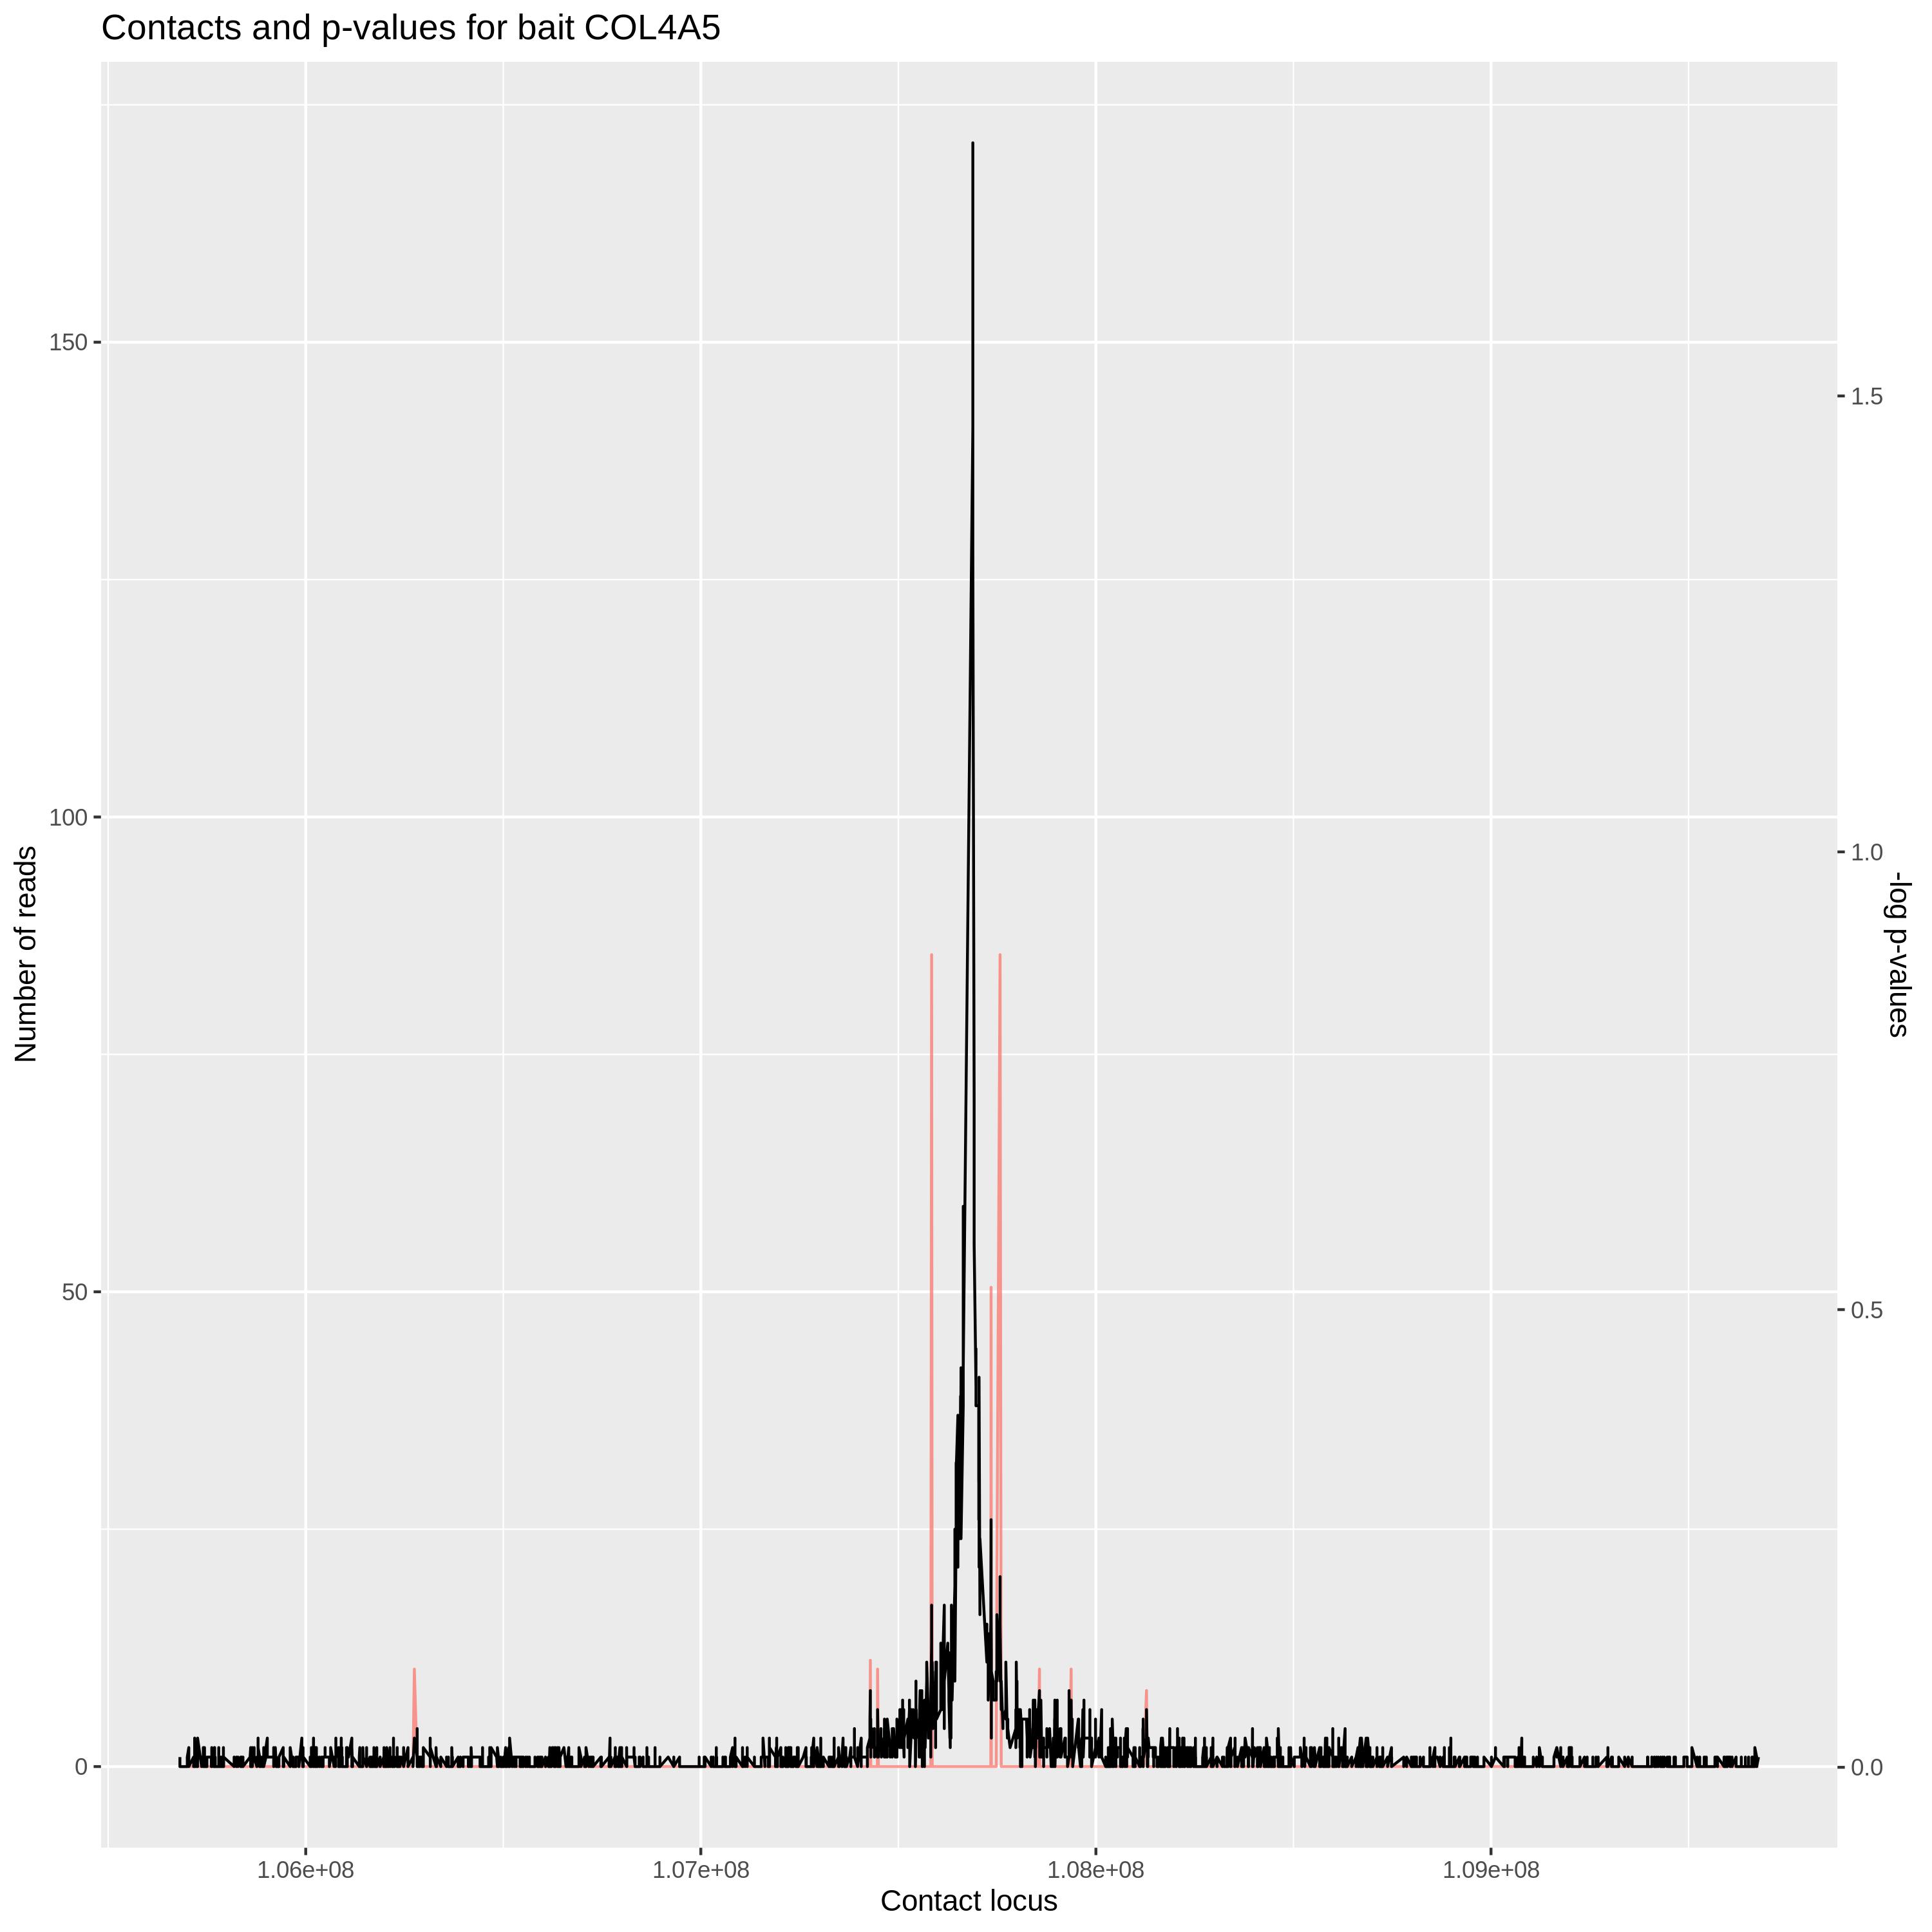 Contacts and p-values for bait COL4A5
150
100
50
0
Number of reads
1.5
1.0
0.5
0.0
-log p-values
1.06e+08
1.07e+08
1.08e+08
1.09e+08
Contact locus